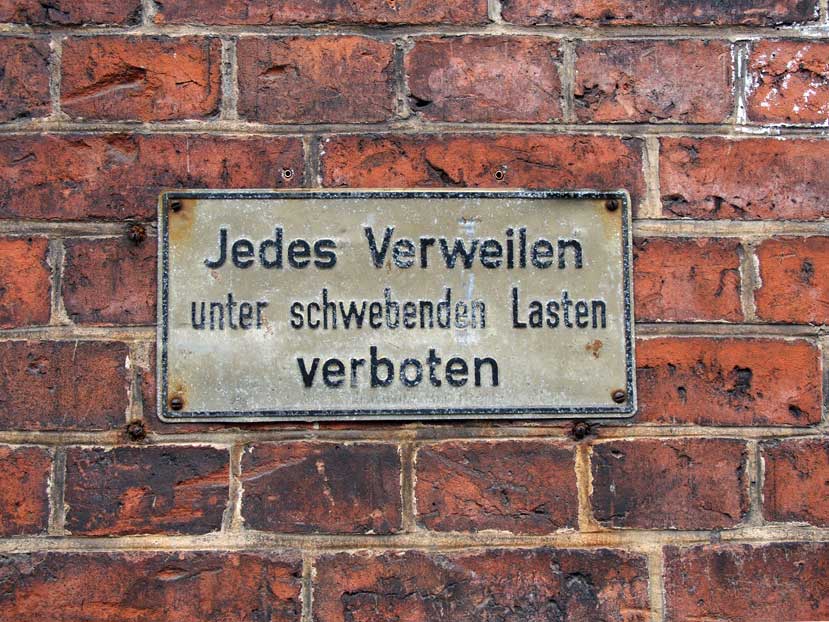 Jedes Verweilen
unter schwebenden Lasten
verboten